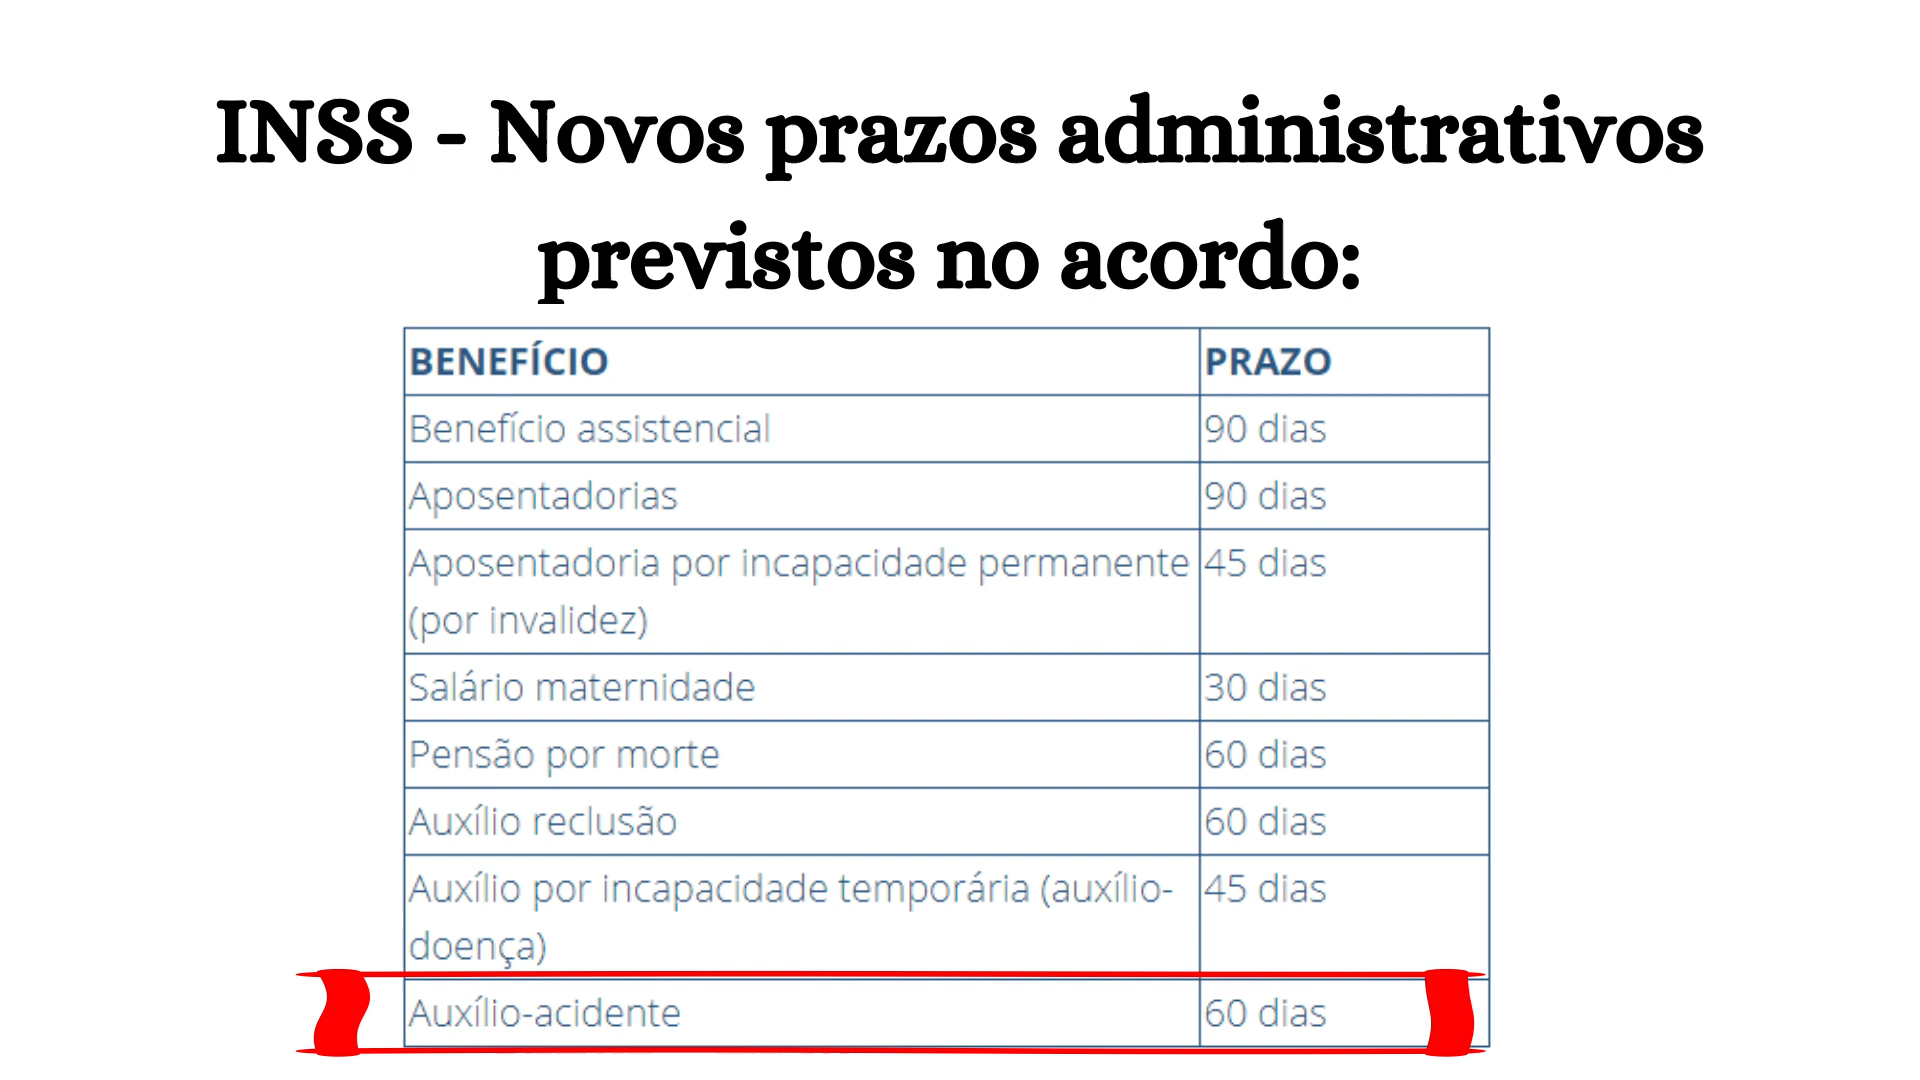 INSS - Novos prazos administrativos
previstos no acordo:
BENEFÍCIO PRAZO
Benefício assistencial 90 dias
Aposentadorias 90 dias
Aposentadoria por incapacidade permanente 45 dias
(por invalidez)
Salário maternidade 30 dias
Pensão por morte 60 dias
Auxílio reclusão 60 dias
Auxílio por incapacidade temporária (auxílio- 45 dias
doença)
Auxílio-acidente 60 dias